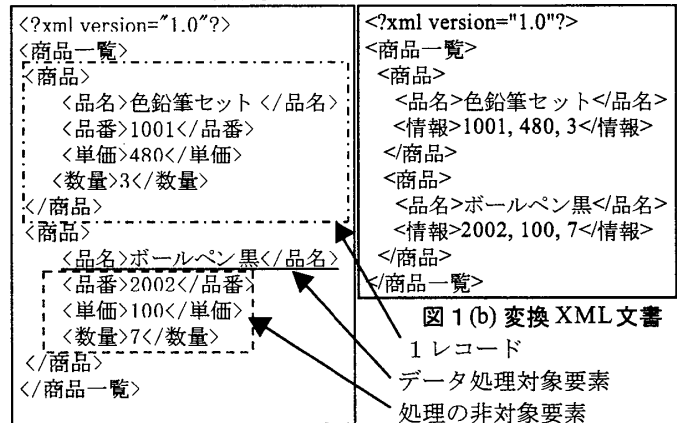 <?xml version="1.0"?>
<商品一覧>
<商品>
<品名>色鉛筆セット </品名>
<品番>1001</品番>
<単価>480</単価>
<数量>3</数量>
</商品>
<商品>
<品名>ボールペン黒</品名>
<品番>2002</品番>
<単価>100</単価>
<数量>7</数量>
</商品>
</商品一覧>
<?xml version="1.0"?>
<商品一覧>
<商品>
<品名>色鉛筆セット</品名>
<情報>1001, 480, 3</情報>
</商品>
<商品>
<品名>ボールペン黒</品名>
<情報>2002, 100, 7</情報>
</商品>
</商品一覧>
図 1 (b) 変換 XML文書
1 レコード
データ処理対象要素
処理の非対象要素